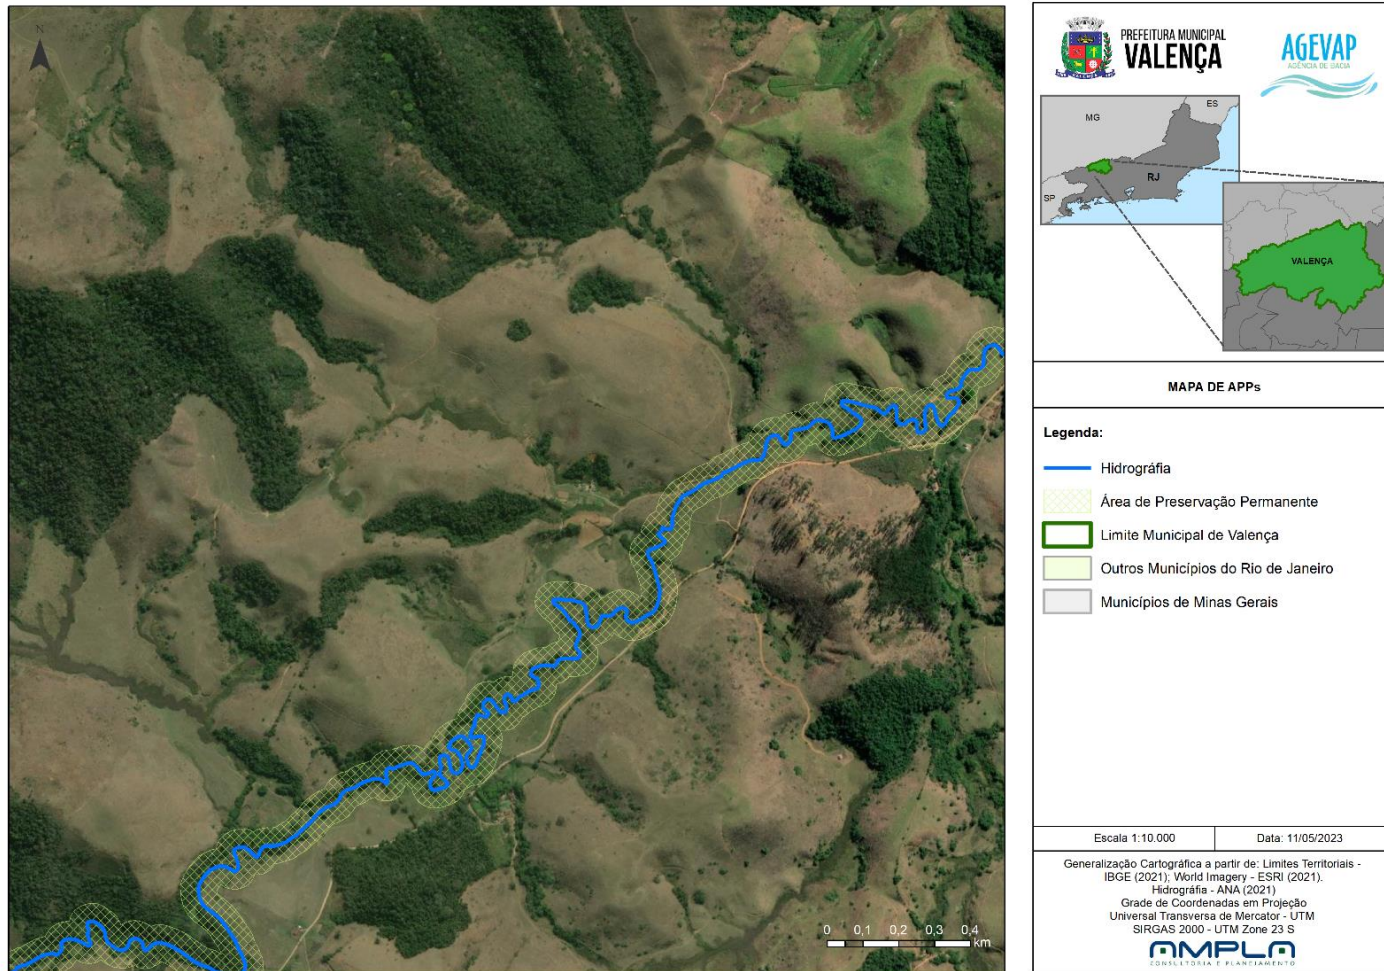 N
PREFEITURA MUNICIPAL
VALENÇA
AGEVAP
AGÊNCIA DE BACIA
MG
ES
RJ
SP
VALENÇA
MAPA DE APPs
Legenda:
Hidrográfia
Área de Preservação Permanente
Limite Municipal de Valença
Outros Municípios do Rio de Janeiro
Municípios de Minas Gerais
0 0,1 0,2 0,3 0,4
km
Escala 1:10.000
Data: 11/05/2023
Generalização Cartográfica a partir de: Limites Territoriais -
IBGE (2021); World Imagery - ESRI (2021).
Hidrográfia - ANA (2021)
Grade de Coordenadas em Projeção
Universal Transversa de Mercator - UTM
SIRGAS 2000 - UTM Zone 23 S
AMPLA
CONSULTORIA E PLANEJAMENTO